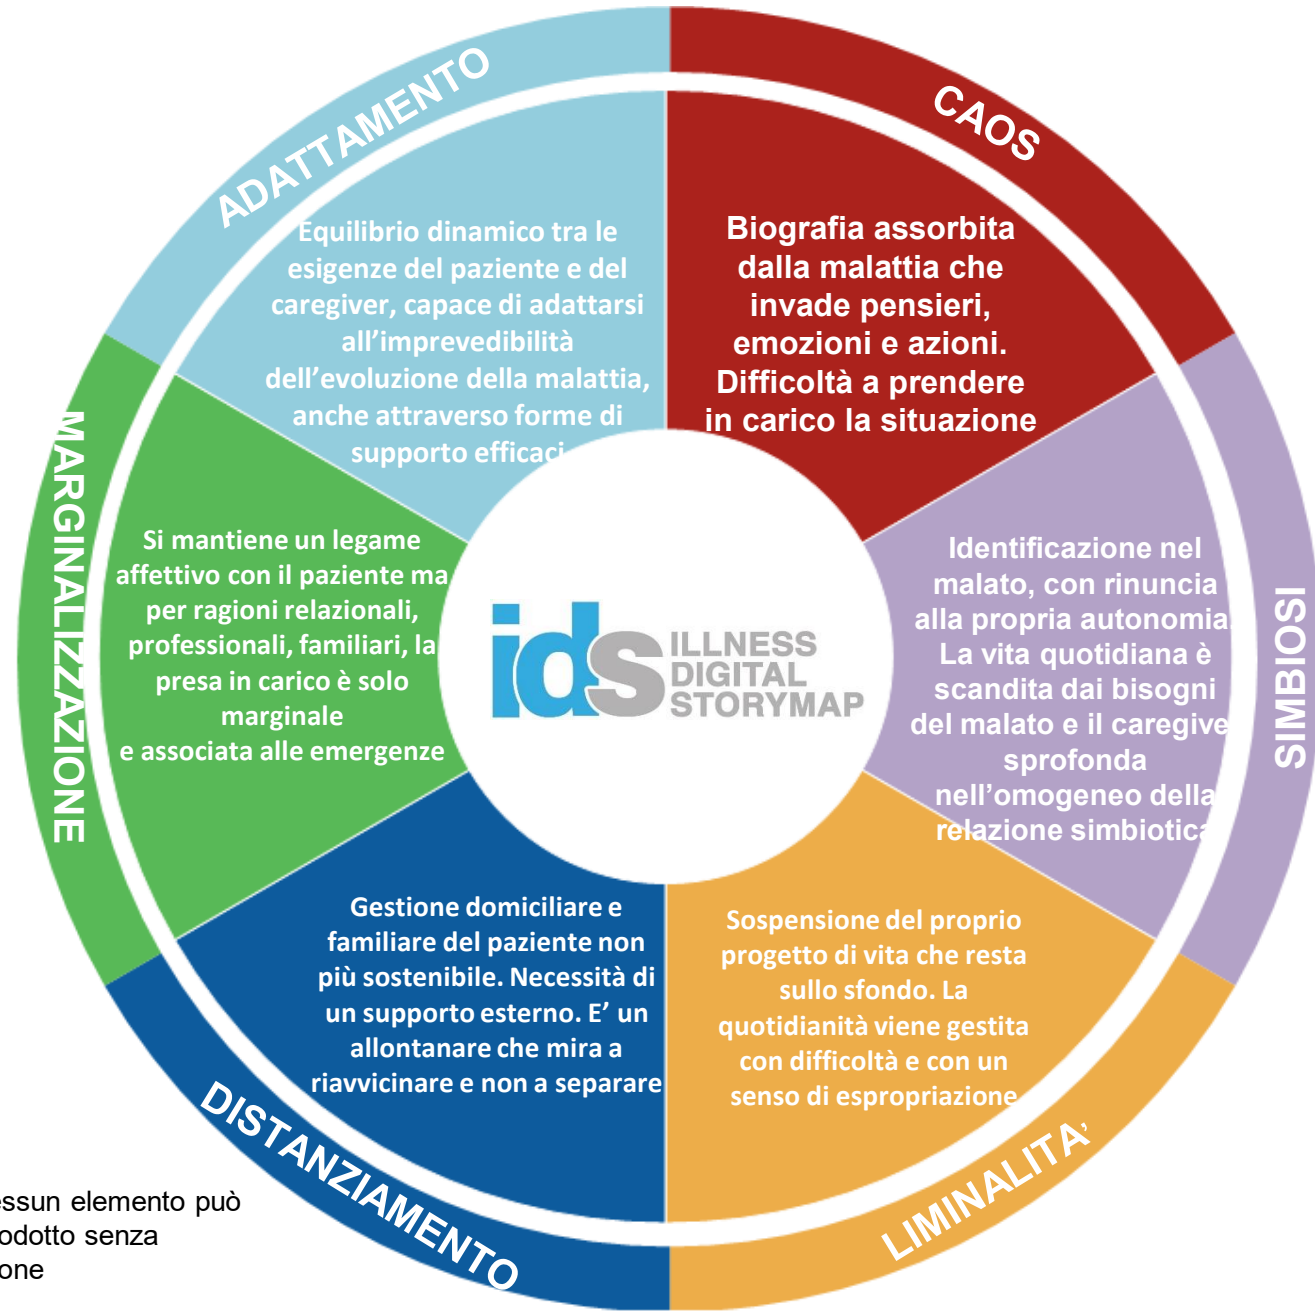 ADATTAMENTO
Equilibrio dinamico tra le
esigenze del paziente e del
caregiver, capace di adattarsi
all’imprevedibilità
dell’evoluzione della malattia,
anche attraverso forme di
supporto efficaci
CAOS
Biografia assorbita
dalla malattia che
invade pensieri,
emozioni e azioni.
Difficoltà a prendere
in carico la situazione
SIMBIOSI
Identificazione nel
malato, con rinuncia
alla propria autonomia
La vita quotidiana è
scandita dai bisogni
del malato e il caregive
sprofonda
nell’omogeneo della
relazione simbiotica
LIMINALITA’
Sospensione del proprio
progetto di vita che resta
sullo sfondo. La
quotidianità viene gestita
con difficoltà e con un
senso di espropriazione
DISTANZIAMENTO
Gestione domiciliare e
familiare del paziente non
più sostenibile. Necessità di
un supporto esterno. E’ un
allontanare che mira a
riavvicinare e non a separare
MARGINALIZZAZIONE
Si mantiene un legame
affettivo con il paziente ma
per ragioni relazionali,
professionali, familiari, la
presa in carico è solo
marginale
e associata alle emergenze
ids ILLNESS
DIGITAL
STORYMAP
essun elemento può
odotto senza
one